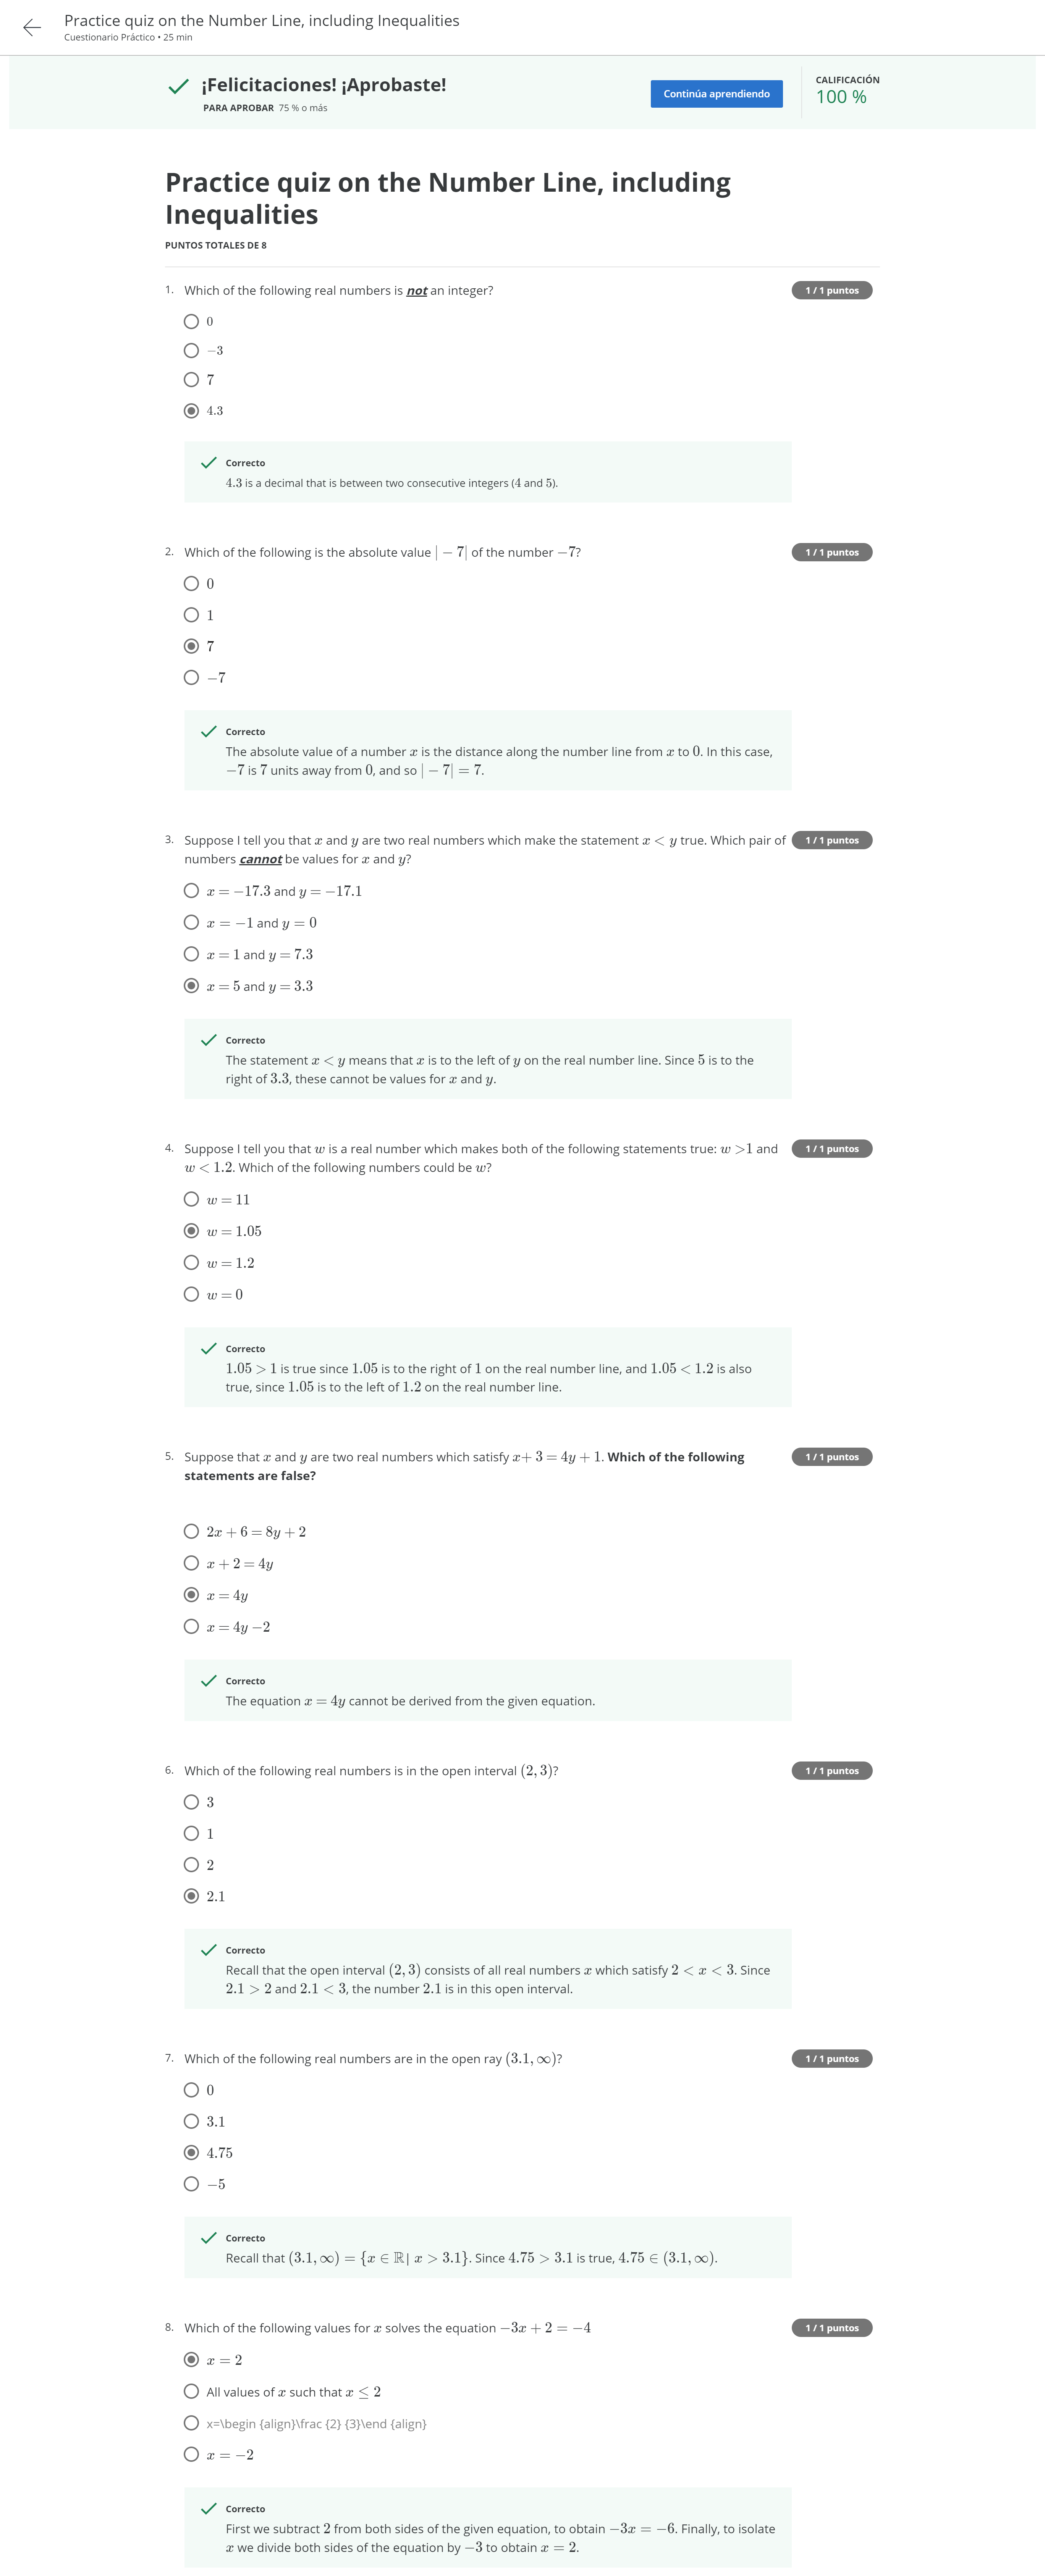 Practice quiz on the Number Line, including Inequalities
Cuestionario Práctico • 25 min
¡Felicitaciones! ¡Aprobaste!
PARA APROBAR 75 % o más
Continúa aprendiendo
CALIFICACIÓN
100 %
Practice quiz on the Number Line, including
Inequalities
PUNTOS TOTALES DE 8
1. Which of the following real numbers is not an integer?
1 / 1 puntos
0
−3
7
4.3
Correcto
4.3 is a decimal that is between two consecutive integers (4 and 5).
2. Which of the following is the absolute value | − 7| of the number −7?
1 / 1 puntos
0
1
7
−7
Correcto
The absolute value of a number x is the distance along the number line from x to 0. In this case,
−7 is 7 units away from 0, and so | − 7| = 7.
3. Suppose I tell you that x and y are two real numbers which make the statement x < y true. Which pair of
numbers cannot be values for x and y?
1 / 1 puntos
x = −17.3 and y = −17.1
x = −1 and y = 0
x = 1 and y = 7.3
x = 5 and y = 3.3
Correcto
The statement x < y means that x is to the left of y on the real number line. Since 5 is to the
right of 3.3, these cannot be values for x and y.
4. Suppose I tell you that w is a real number which makes both of the following statements true: w >1 and
w < 1.2. Which of the following numbers could be w?
1 / 1 puntos
w = 11
w = 1.05
w = 1.2
w = 0
Correcto
1.05 > 1 is true since 1.05 is to the right of 1 on the real number line, and 1.05 < 1.2 is also
true, since 1.05 is to the left of 1.2 on the real number line.
5. Suppose that x and y are two real numbers which satisfy x+ 3 = 4y + 1. Which of the following
statements are false?
1 / 1 puntos
2x + 6 = 8y + 2
x + 2 = 4y
x = 4y
x = 4y −2
Correcto
The equation x = 4y cannot be derived from the given equation.
6. Which of the following real numbers is in the open interval (2, 3)?
1 / 1 puntos
3
1
2
2.1
Correcto
Recall that the open interval (2, 3) consists of all real numbers x which satisfy 2 < x < 3. Since
2.1 > 2 and 2.1 < 3, the number 2.1 is in this open interval.
7. Which of the following real numbers are in the open ray (3.1, ∞)?
1 / 1 puntos
0
3.1
4.75
−5
Correcto
Recall that (3.1, ∞) = {x ∈ ℝ| x > 3.1}. Since 4.75 > 3.1 is true, 4.75 ∈ (3.1, ∞).
8. Which of the following values for x solves the equation −3x + 2 = −4
1 / 1 puntos
x = 2
All values of x such that x ≤ 2
x=\begin {align}\frac {2} {3}\end {align}
x = −2
Correcto
First we subtract 2 from both sides of the given equation, to obtain −3x = −6. Finally, to isolate
x we divide both sides of the equation by −3 to obtain x = 2.